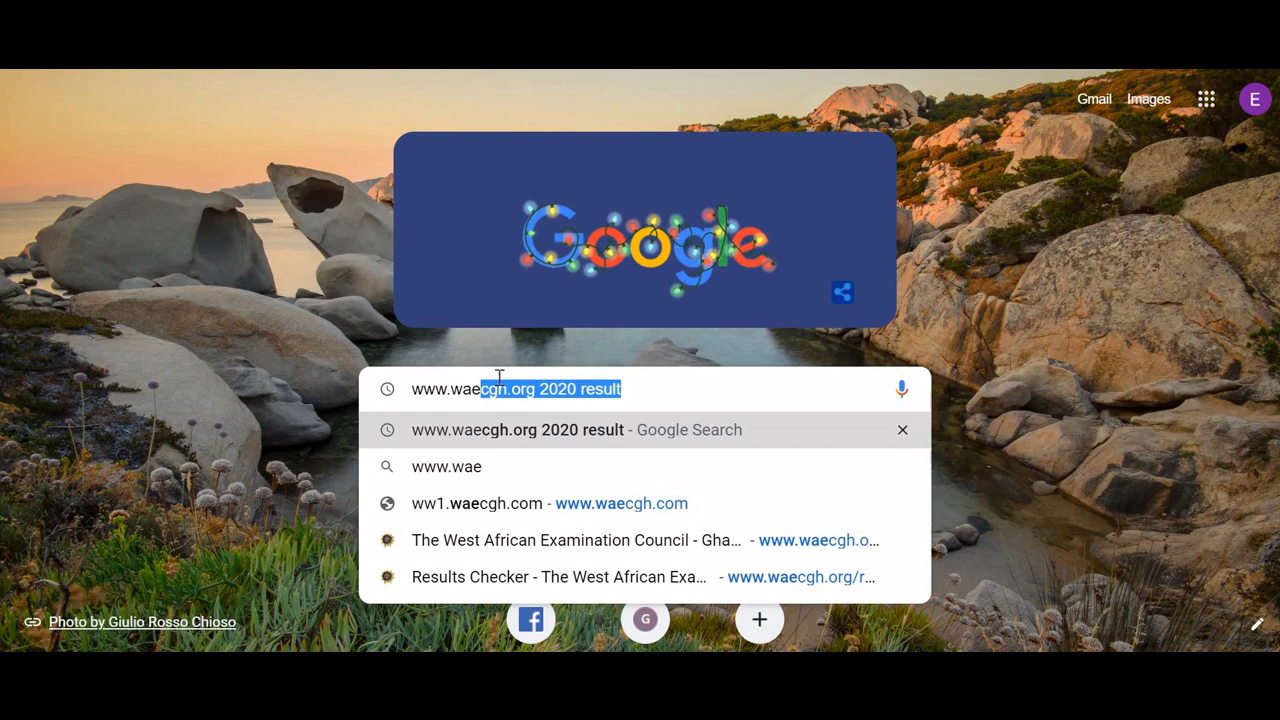 Gmail Images E
Google
www.waecgh.org 2020 result
www.waecgh.org 2020 result - Google Search
www.wae
ww1.waecgh.com - www.waecgh.com
The West African Examination Council - Gha... - www.waecgh.o...
Results Checker - The West African Exa... - www.waecgh.org/r...
G
Photo by Giulio Rosso Chioso